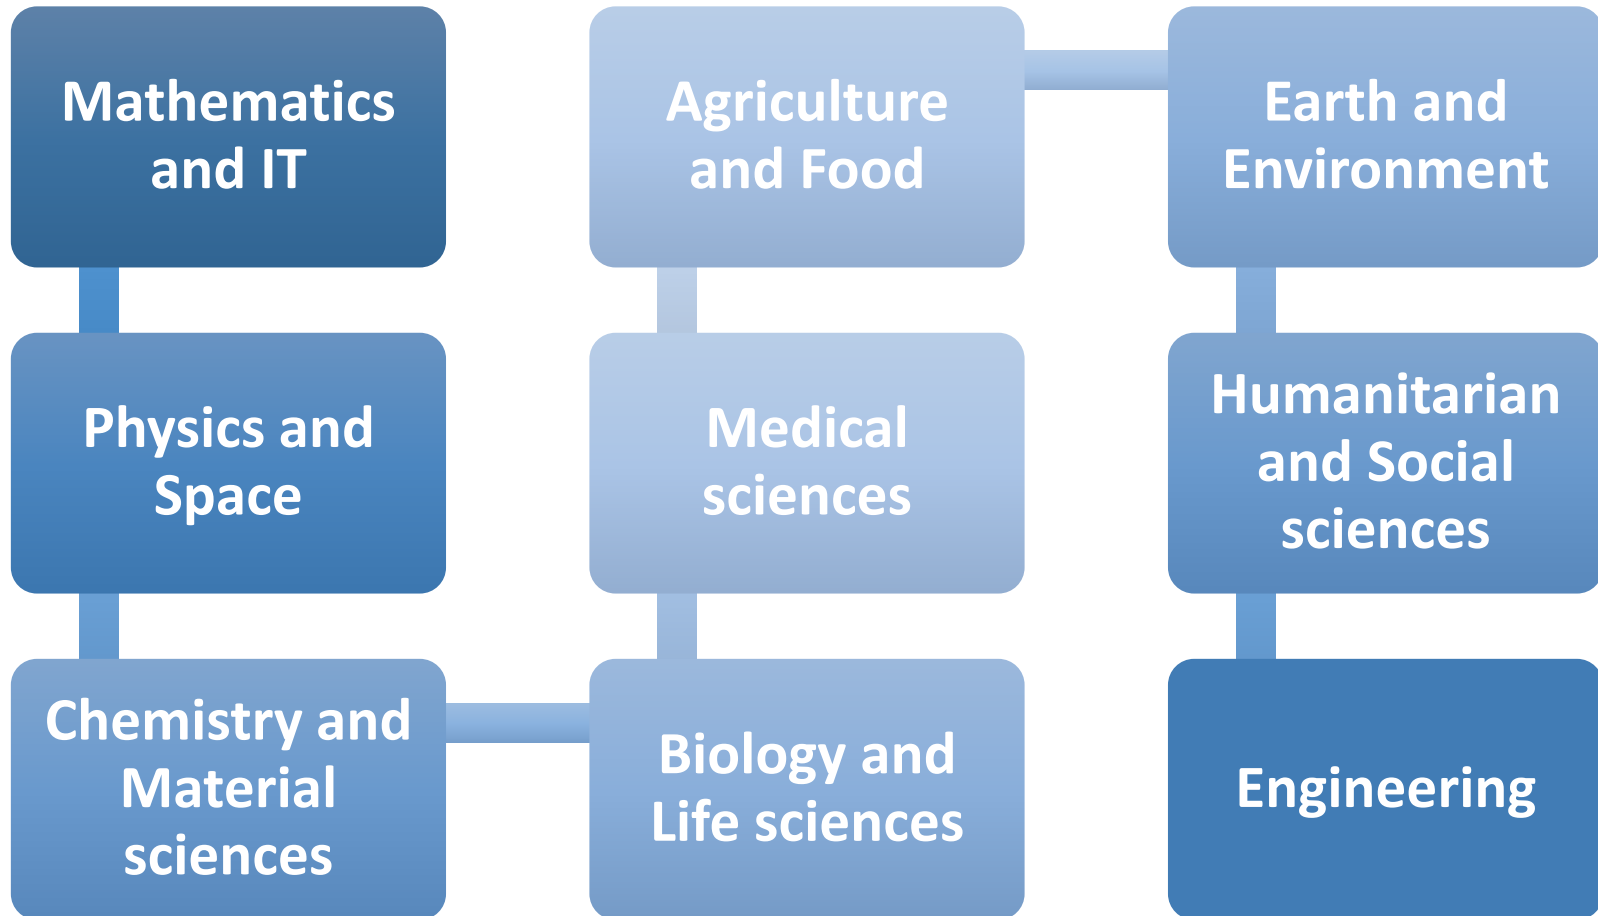 Mathematics
and IT
Physics and
Space
Chemistry and
Material
sciences
Biology and
Life sciences
Medical
sciences
Agriculture
and Food
Earth and
Environment
Humanitarian
and Social
sciences
Engineering